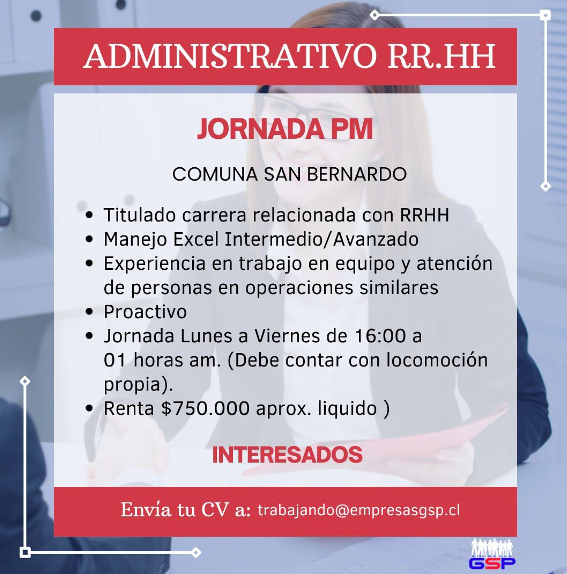 ADMINISTRATIVO RR.HH
JORNADA PM
COMUNA SAN BERNARDO
• Titulado carrera relacionada con RRHH
• Manejo Excel Intermedio/Avanzado
• Experiencia en trabajo en equipo y atención
de personas en operaciones similares
• Proactivo
• Jornada Lunes a Viernes de 16:00 a
01 horas am. (Debe contar con locomoción
propia).
• Renta $750.000 aprox. liquido )
INTERESADOS
Envía tu CV a: trabajando@empresasgsp.cl
GSP